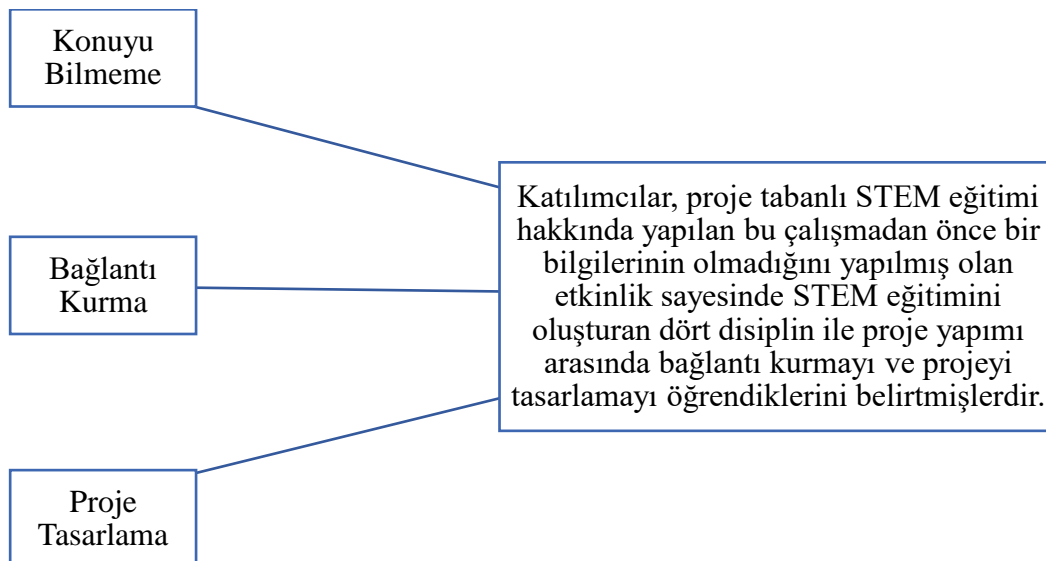 Konuyu
Bilmeme
Bağlantı
Kurma
Proje
Tasarlama
Katılımcılar, proje tabanlı STEM eğitimi
hakkında yapılan bu çalışmadan önce bir
bilgilerinin olmadığını yapılmış olan
etkinlik sayesinde STEM eğitimini
oluşturan dört disiplin ile proje yapımı
arasında bağlantı kurmayı ve projeyi
tasarlamayı öğrendiklerini belirtmişlerdir.